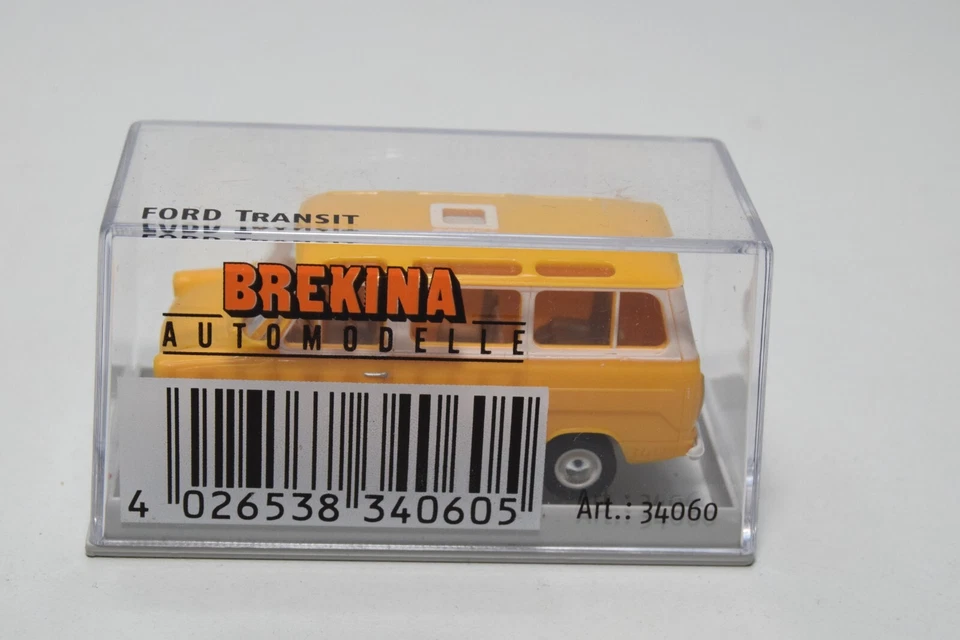 FORD TRANSIT
BREKINA
AUTOMODELLE
4 026538 340605
Art.: 34060